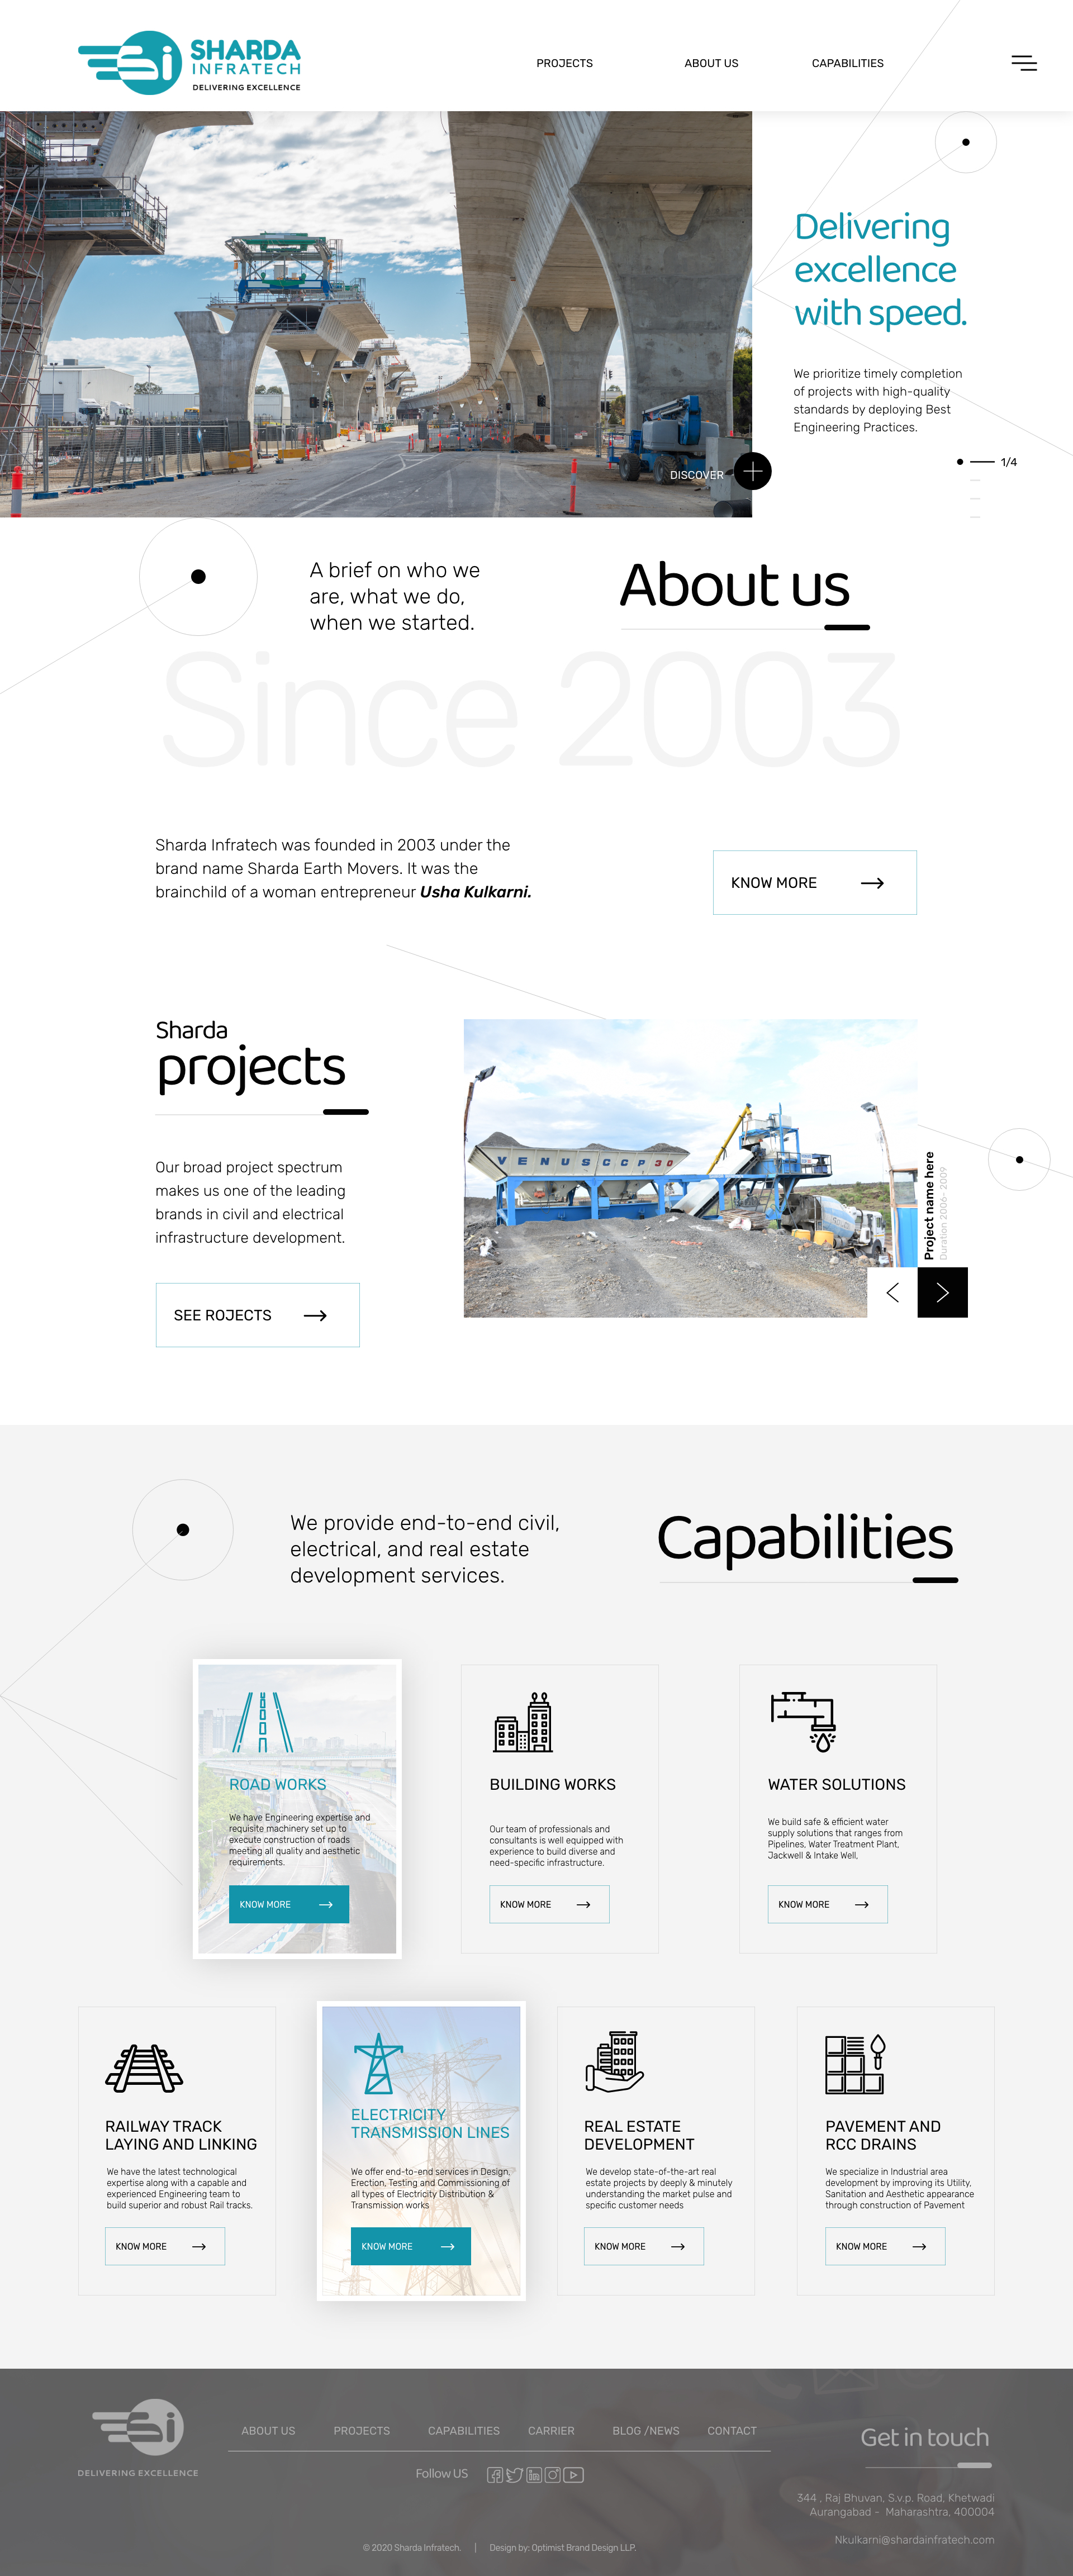 SHARDA
INFRATECH
DELIVERING EXCELLENCE
PROJECTS
ABOUT US
CAPABILITIES
Delivering
excellence
with speed.
We prioritize timely completion
of projects with high-quality
standards by deploying Best
Engineering Practices.
DISCOVER
1/4
A brief on who we
are, what we do,
when we started.
About us
Since 2003
Sharda Infratech was founded in 2003 under the
brand name Sharda Earth Movers. It was the
brainchild of a woman entrepreneur Usha Kulkarni.
KNOW MORE
Sharda
projects
Our broad project spectrum
makes us one of the leading
brands in civil and electrical
infrastructure development.
SEE ROJECTS
VENUS CCP 30
Project name here
Duration 2006- 2009
We provide end-to-end civil,
electrical, and real estate
development services.
Capabilities
ROAD WORKS
We have Engineering expertise and
requisite machinery set up to
execute construction of roads
meeting all quality and aesthetic
requirements.
KNOW MORE
BUILDING WORKS
Our team of professionals and
consultants is well equipped with
experience to build diverse and
need-specific infrastructure.
KNOW MORE
WATER SOLUTIONS
We build safe & efficient water
supply solutions that ranges from
Pipelines, Water Treatment Plant,
Jackwell & Intake Well,
KNOW MORE
RAILWAY TRACK
LAYING AND LINKING
We have the latest technological
expertise along with a capable and
experienced Engineering team to
build superior and robust Rail tracks.
KNOW MORE
ELECTRICITY
TRANSMISSION LINES
We offer end-to-end services in Design,
Erection, Testing and Commissioning of
all types of Electricity Distribution &
Transmission works
KNOW MORE
REAL ESTATE
DEVELOPMENT
We develop state-of-the-art real
estate projects by deeply & minutely
understanding the market pulse and
specific customer needs
KNOW MORE
PAVEMENT AND
RCC DRAINS
We specialize in Industrial area
development by improving its Utility,
Sanitation and Aesthetic appearance
through construction of Pavement
KNOW MORE
DELIVERING EXCELLENCE
ABOUT US
PROJECTS
CAPABILITIES
CARRIER
BLOG /NEWS
CONTACT
Follow US
Get in touch
344 , Raj Bhuvan, S.v.p. Road, Khetwadi
Aurangabad - Maharashtra, 400004
Nkulkarni@shardainfratech.com
© 2020 Sharda Infratech. | Design by: Optimist Brand Design LLP.